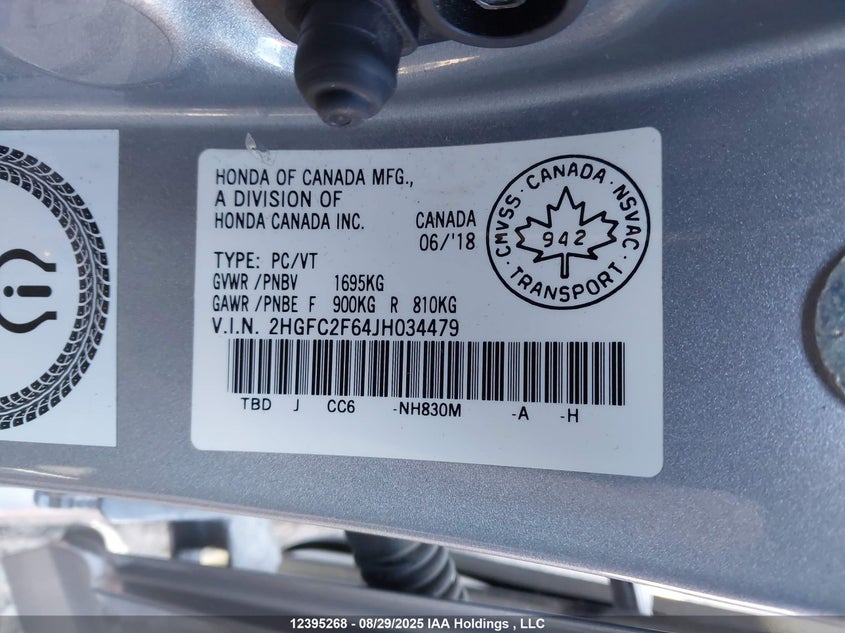 HONDA OF CANADA MFG.,
A DIVISION OF
HONDA CANADA INC. CANADA
06/'18
TYPE: PC/VT
GVWR /PNBV 1695KG
GAWR /PNBE F 900KG R 810KG
V.I.N. 2HGFC2F64JH034479
TBD J CC6 -NH830M -A -H
CMVSS · CANADA · NSVAC · TRANSPORT ·
942
12395268 - 08/29/2025 IAA Holdings , LLC